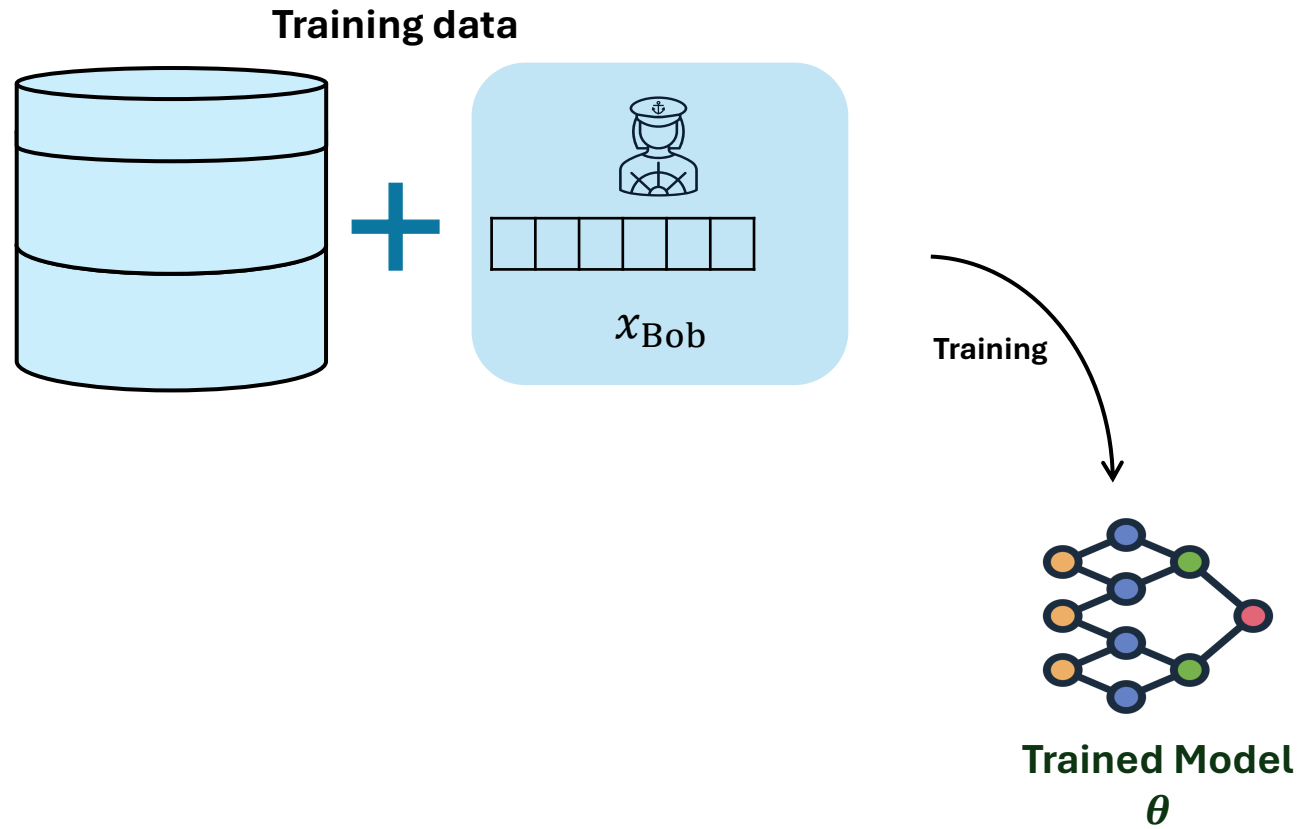 Training data
x_Bob
Training
Trained Model
θ